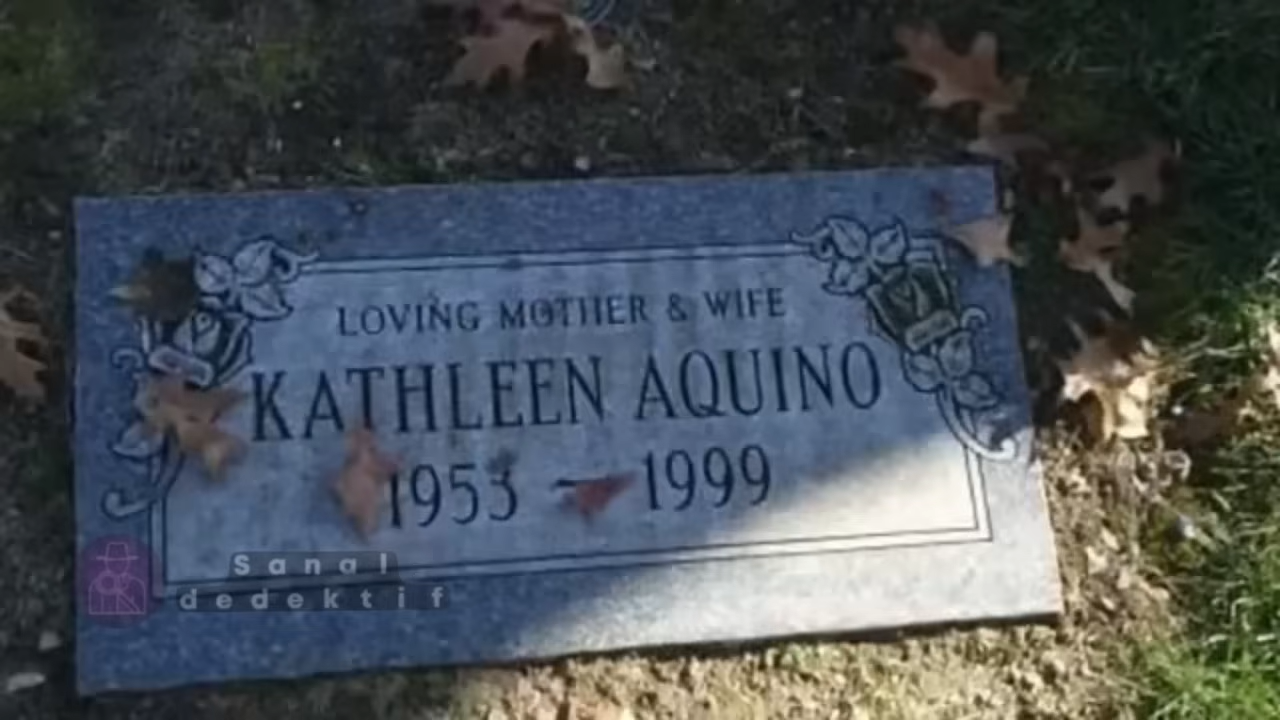 LOVING MOTHER & WIFE
KATHLEEN AQUINO
1953 — 1999
Sanal
dedektif